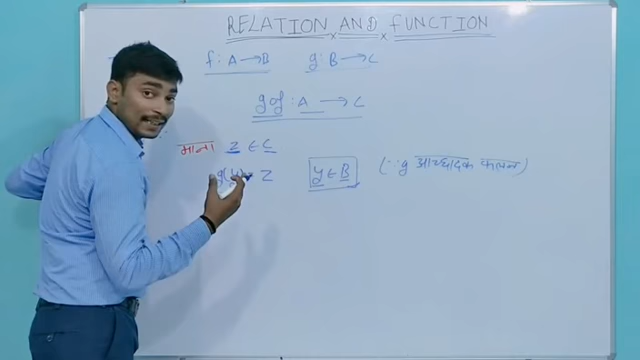 RELATION AND FUNCTION
f: A→B g: B→C
gof : A → C
माना z ∈ C
g(y) = z y ∈ B (∵ g आच्छादक फलन)